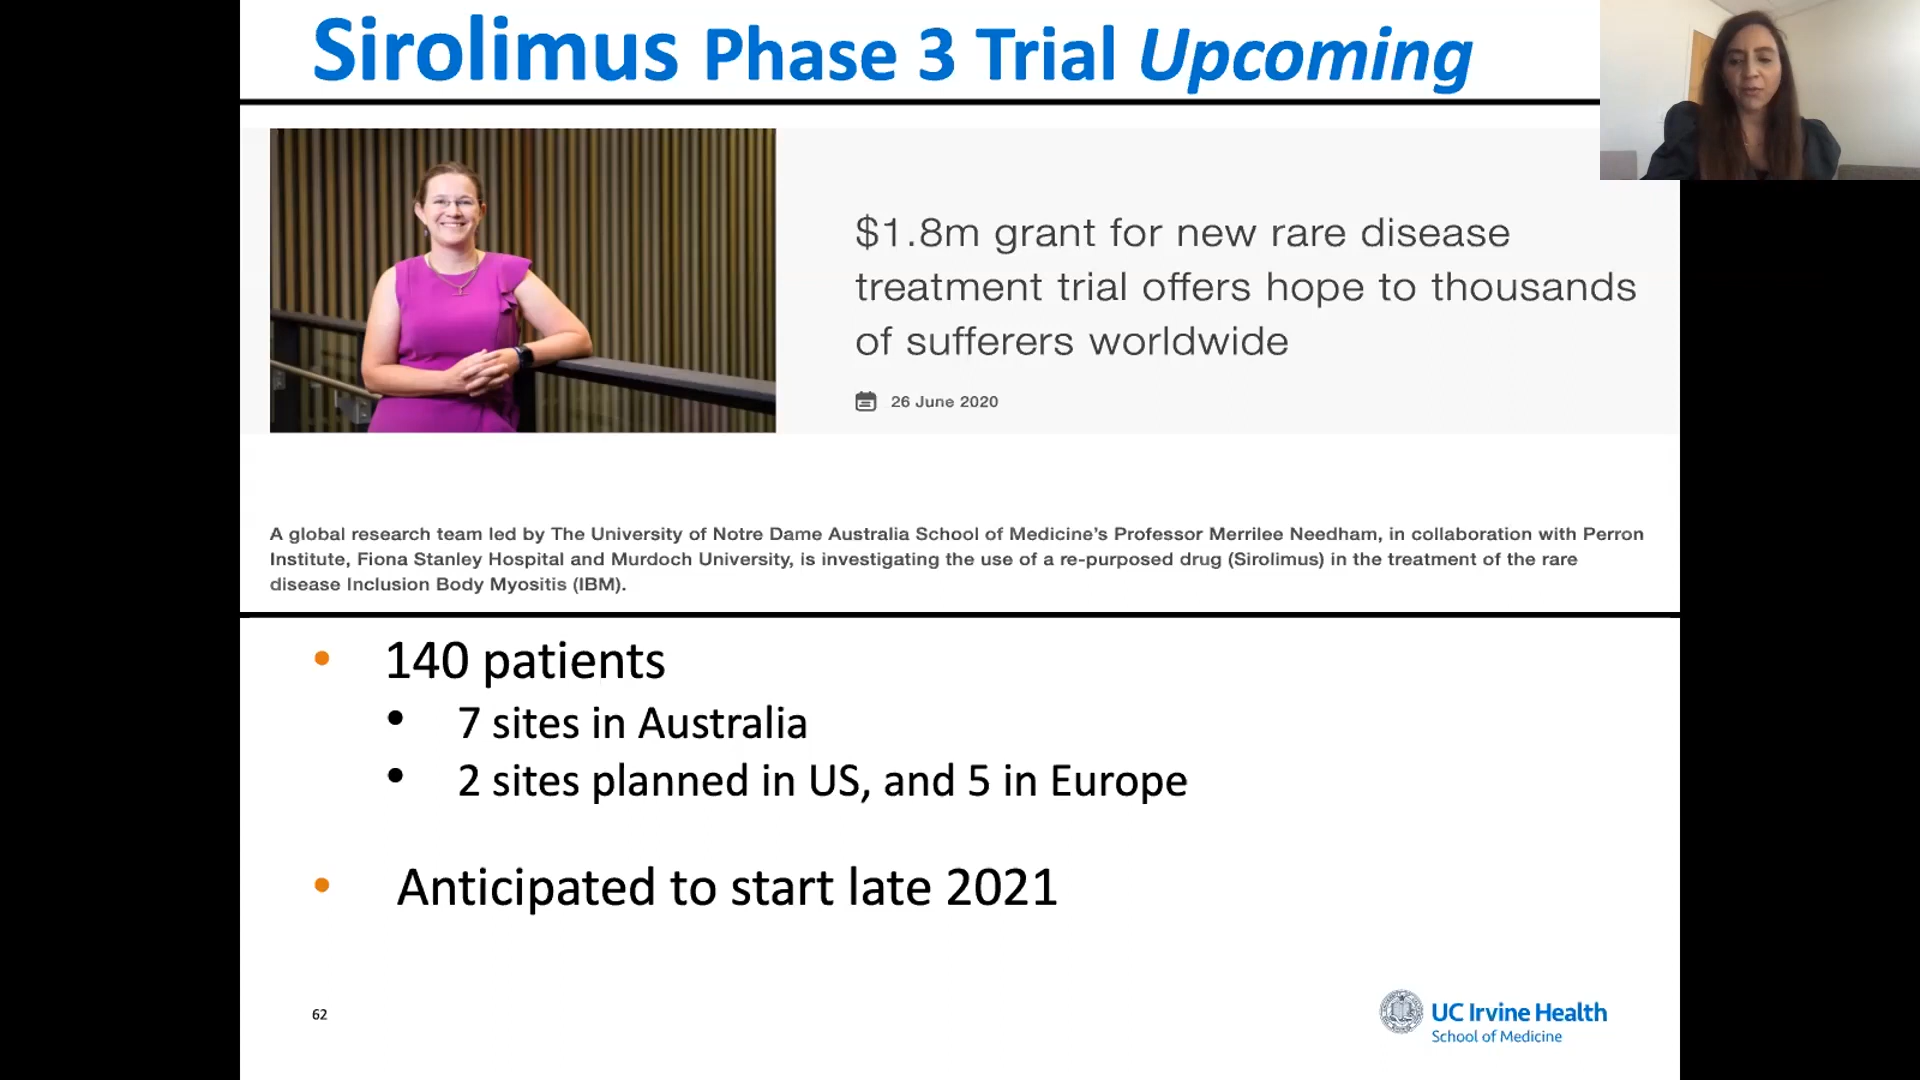 Sirolimus Phase 3 Trial Upcoming
$1.8m grant for new rare disease
treatment trial offers hope to thousands
of sufferers worldwide
26 June 2020
A global research team led by The University of Notre Dame Australia School of Medicine's Professor Merrilee Needham, in collaboration with Perron
Institute, Fiona Stanley Hospital and Murdoch University, is investigating the use of a re-purposed drug (Sirolimus) in the treatment of the rare
disease Inclusion Body Myositis (IBM).
• 140 patients
• 7 sites in Australia
• 2 sites planned in US, and 5 in Europe
• Anticipated to start late 2021
62
UC Irvine Health
School of Medicine